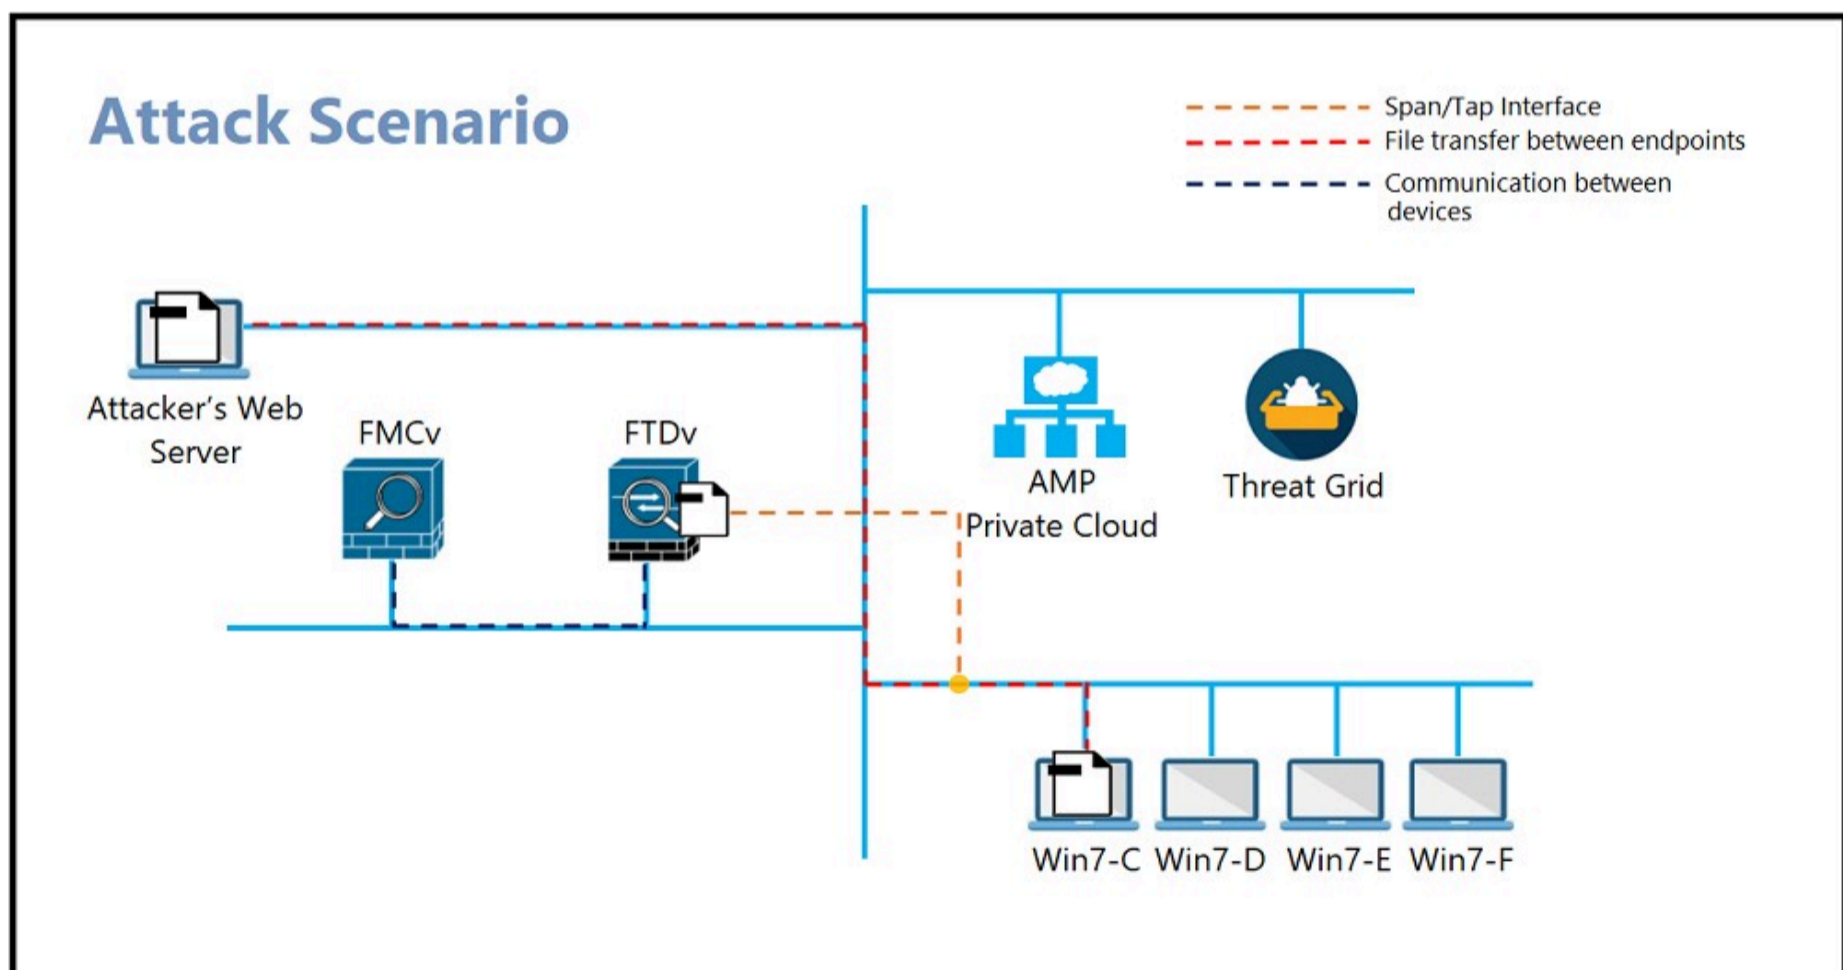 Attack Scenario
Span/Tap Interface
File transfer between endpoints
Communication between
devices
Attacker's Web
Server
FMCv
FTDv
AMP
Private Cloud
Threat Grid
Win7-C
Win7-D
Win7-E
Win7-F